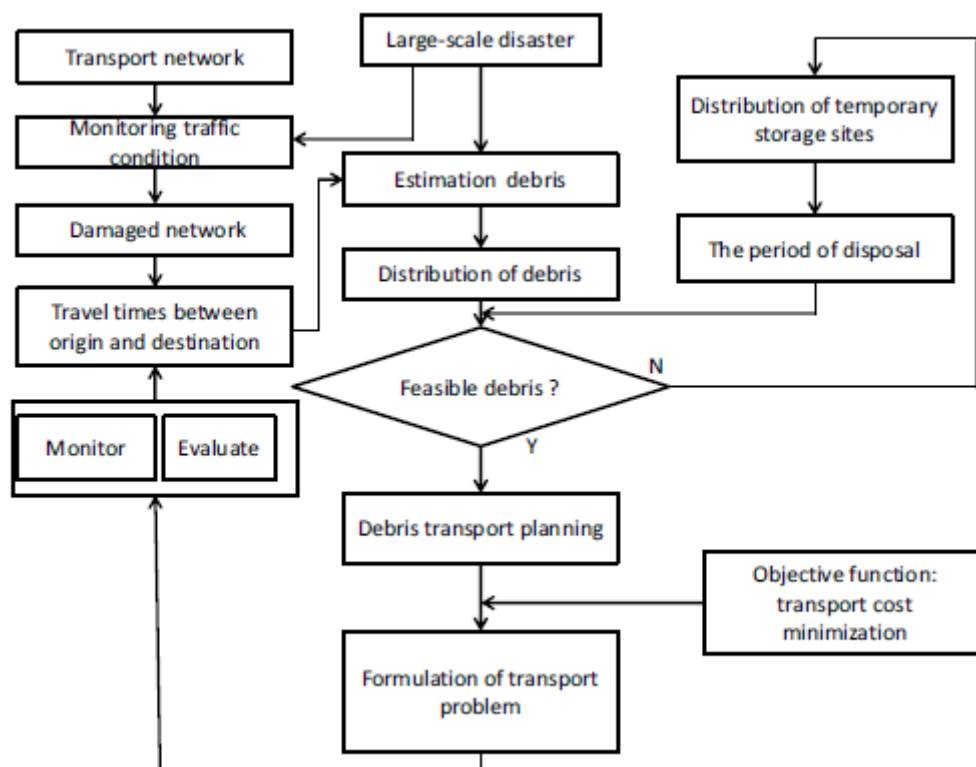 Large-scale disaster
Transport network
Monitoring traffic
condition
Damaged network
Travel times between
origin and destination
Monitor
Evaluate
Estimation debris
Distribution of debris
Feasible debris ?
N
Y
Debris transport planning
Formulation of transport
problem
Distribution of temporary
storage sites
The period of disposal
Objective function:
transport cost
minimization